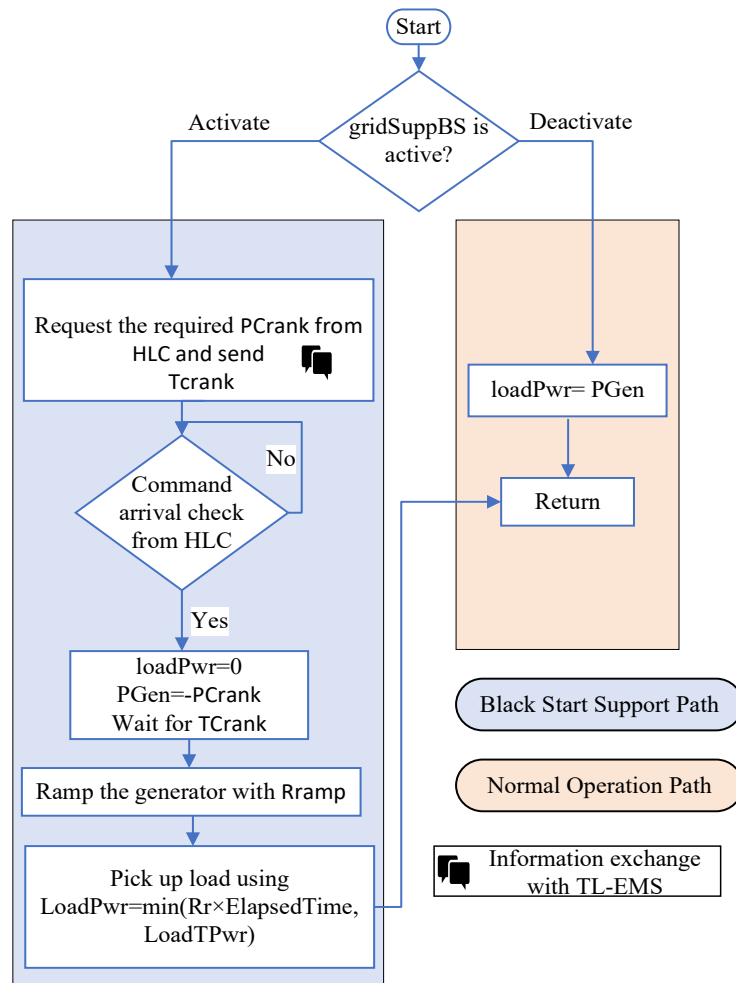 Start
gridSuppBS is
active?
Activate
Deactivate
Request the required PCrank from
HLC and send
Tcrank
No
Command
arrival check
from HLC
Yes
loadPwr=0
PGen=-PCrank
Wait for TCrank
Ramp the generator with Rramp
Pick up load using
LoadPwr=min(Rr×ElapsedTime,
LoadTPwr)
loadPwr= PGen
Return
Black Start Support Path
Normal Operation Path
Information exchange
with TL-EMS